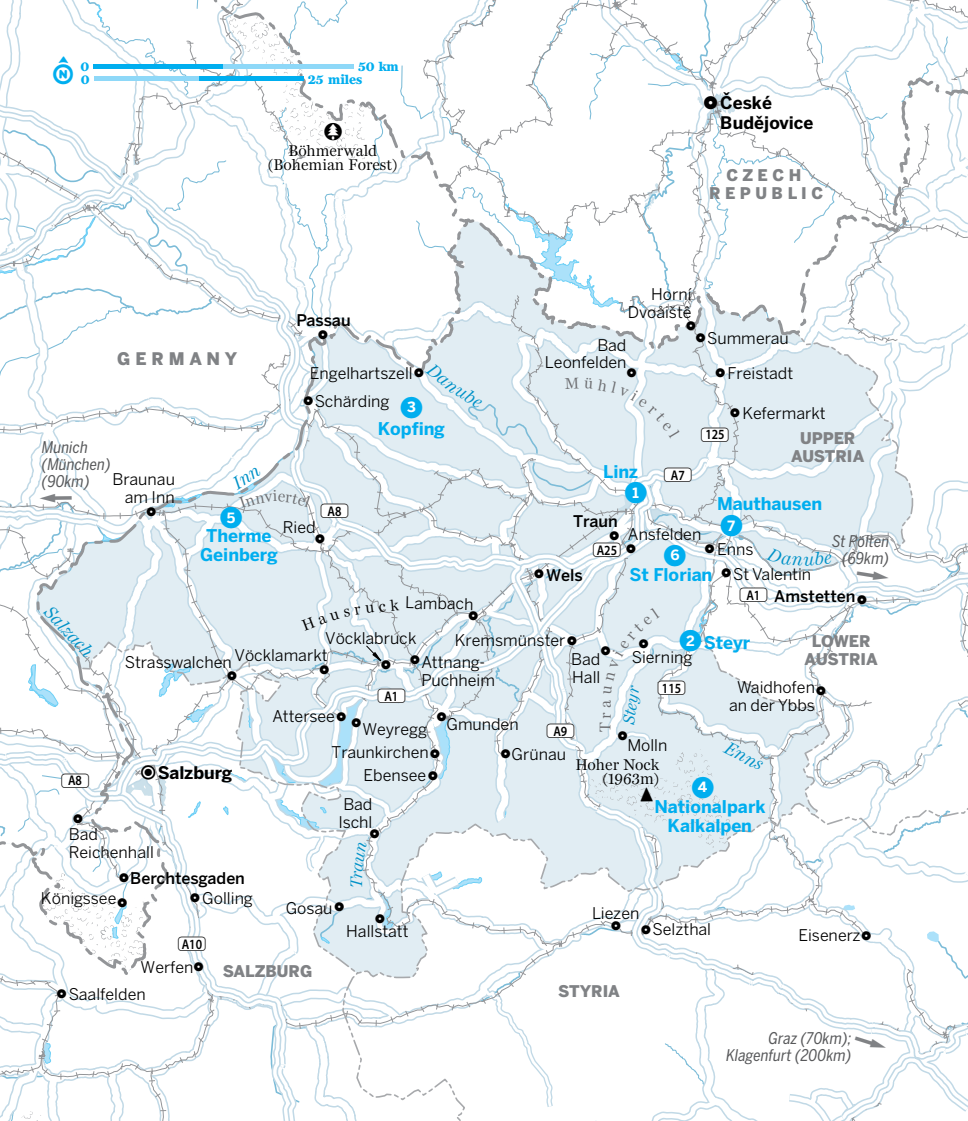 N
0
50 km
0
25 miles
České
Budějovice
Böhmerwald
(Bohemian Forest)
CZECH
REPUBLIC
Horní
Dvoáiště
Summerau
Passau
GERMANY
Bad
Leonfelden
Engelhartszell
Danube
Mühlviertel
Freistadt
Schärding
3
Kopfing
Kefermarkt
125
UPPER
AUSTRIA
Munich
(München)
(90km)
Braunau
am Inn
Inn
Innviertel
Linz
1
A7
5
Therme
Geinberg
Ried
A8
Mauthausen
7
Traun
Ansfelden
A25
6
St Florian
Enns
Danube
St Pölten
(69km)
Wels
St Valentin
A1
Amstetten
Salzach
Hausruck
Lambach
Vöcklabruck
Kremsmünster
Traunviertel
2
Steyr
LOWER
AUSTRIA
Strasswalchen
Vöcklamarkt
Attnang-
Puchheim
Bad
Hall
Sierning
A1
115
Waidhofen
an der Ybbs
Steyr
Attersee
Weyregg
Gmunden
A9
Molln
Traunkirchen
Grünau
Enns
Ebensee
Hoher Nock
(1963m)
Salzburg
A8
4
Nationalpark
Kalkalpen
Bad
Ischl
Bad
Reichenhall
Traun
Berchtesgaden
Königssee
Golling
Gosau
Hallstatt
Liezen
Selzthal
Eisenerz
A10
Werfen
SALZBURG
Saalfelden
STYRIA
Graz (70km);
Klagenfurt (200km)